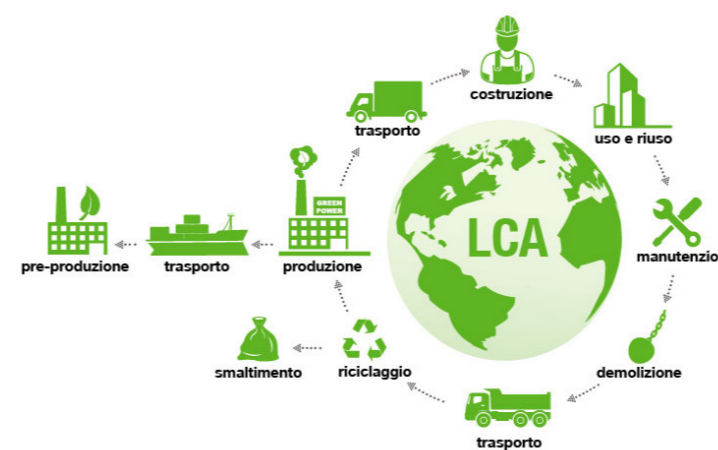 costruzione
trasporto
uso e riuso
GREEN
POWER
LCA
manutenzio
pre-produzione
trasporto
produzione
smaltimento
riciclaggio
demolizione
trasporto